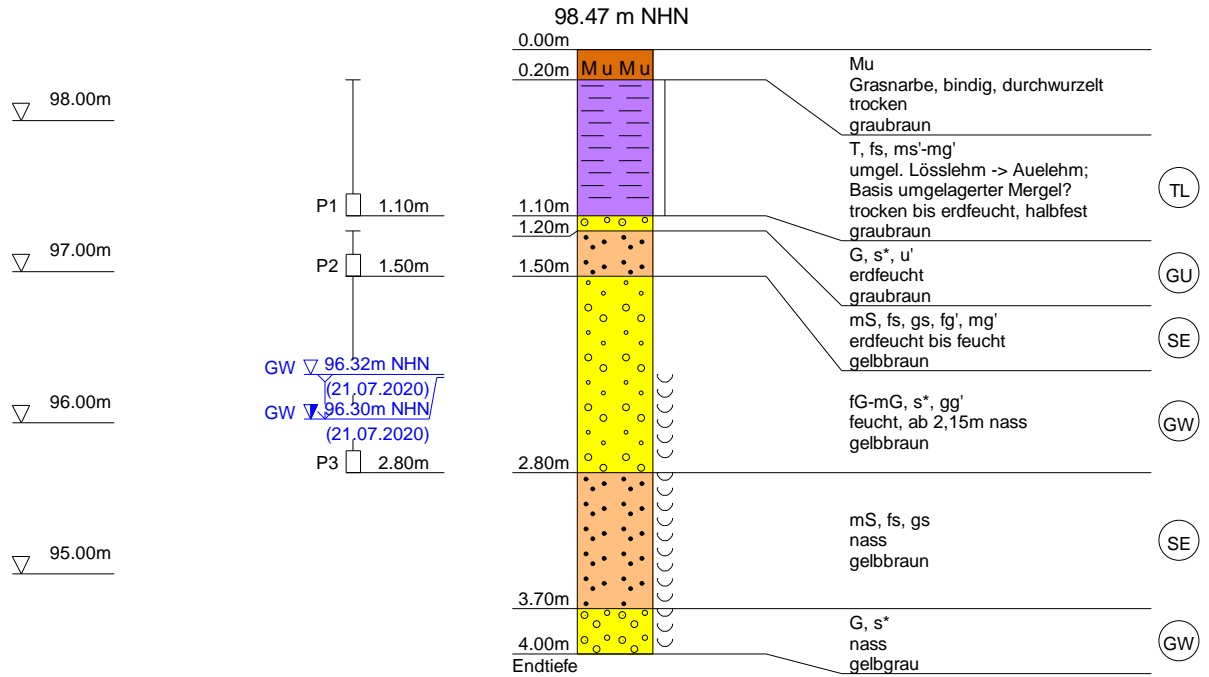 98.47 m NHN
0.00m
0.20m
Mu Mu
Mu
Grasnarbe, bindig, durchwurzelt
trocken
graubraun
98.00m
T, fs, ms'-mg'
umgel. Lösslehm -> Auelehm;
Basis umgelagerter Mergel?
trocken bis erdfeucht, halbfest
graubraun
TL
P1 1.10m
1.10m
1.20m
97.00m
P2 1.50m
1.50m
G, s*, u'
erdfeucht
graubraun
GU
mS, fs, gs, fg', mg'
erdfeucht bis feucht
gelbbraun
SE
GW 96.32m NHN
(21.07.2020)
GW 96.30m NHN
(21.07.2020)
96.00m
fG-mG, s*, gg'
feucht, ab 2,15m nass
gelbbraun
GW
P3 2.80m
2.80m
95.00m
mS, fs, gs
nass
gelbbraun
SE
3.70m
4.00m
Endtiefe
G, s*
nass
gelbgrau
GW